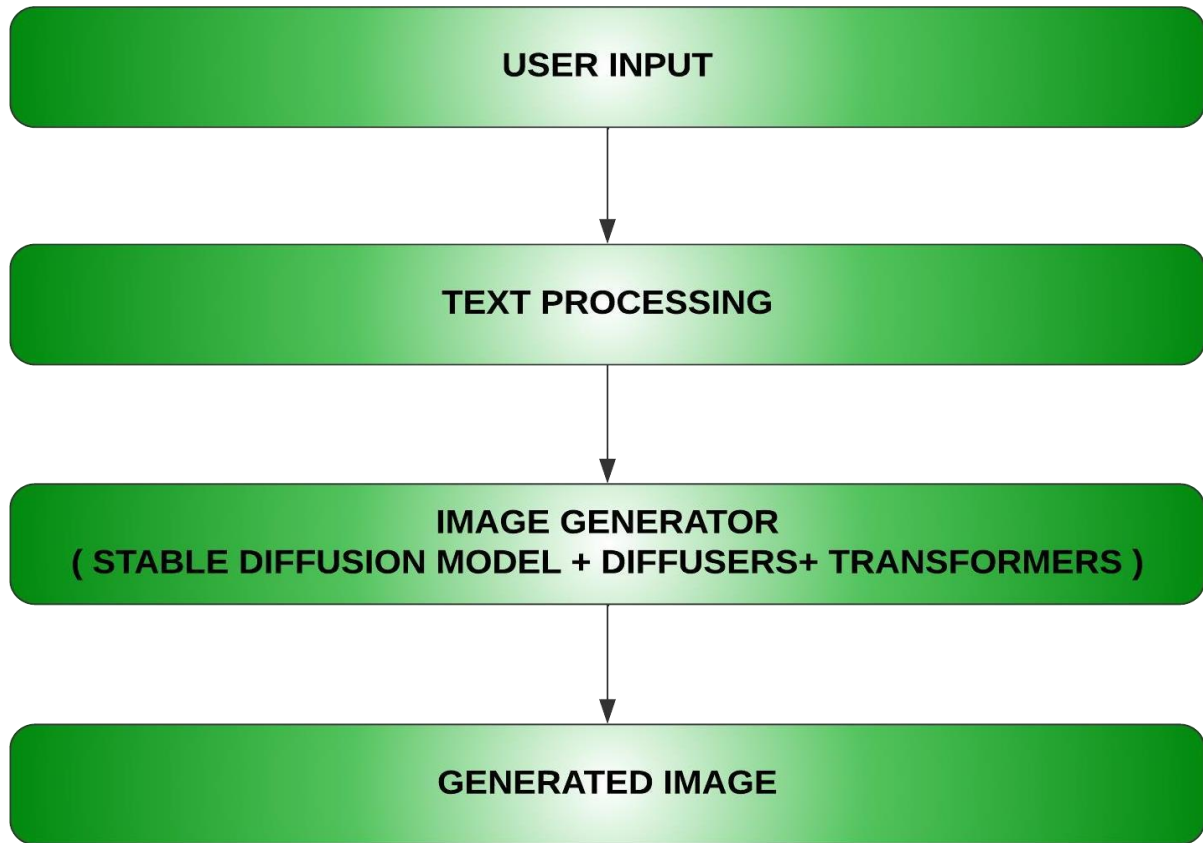 USER INPUT
TEXT PROCESSING
IMAGE GENERATOR
( STABLE DIFFUSION MODEL + DIFFUSERS+ TRANSFORMERS )
GENERATED IMAGE